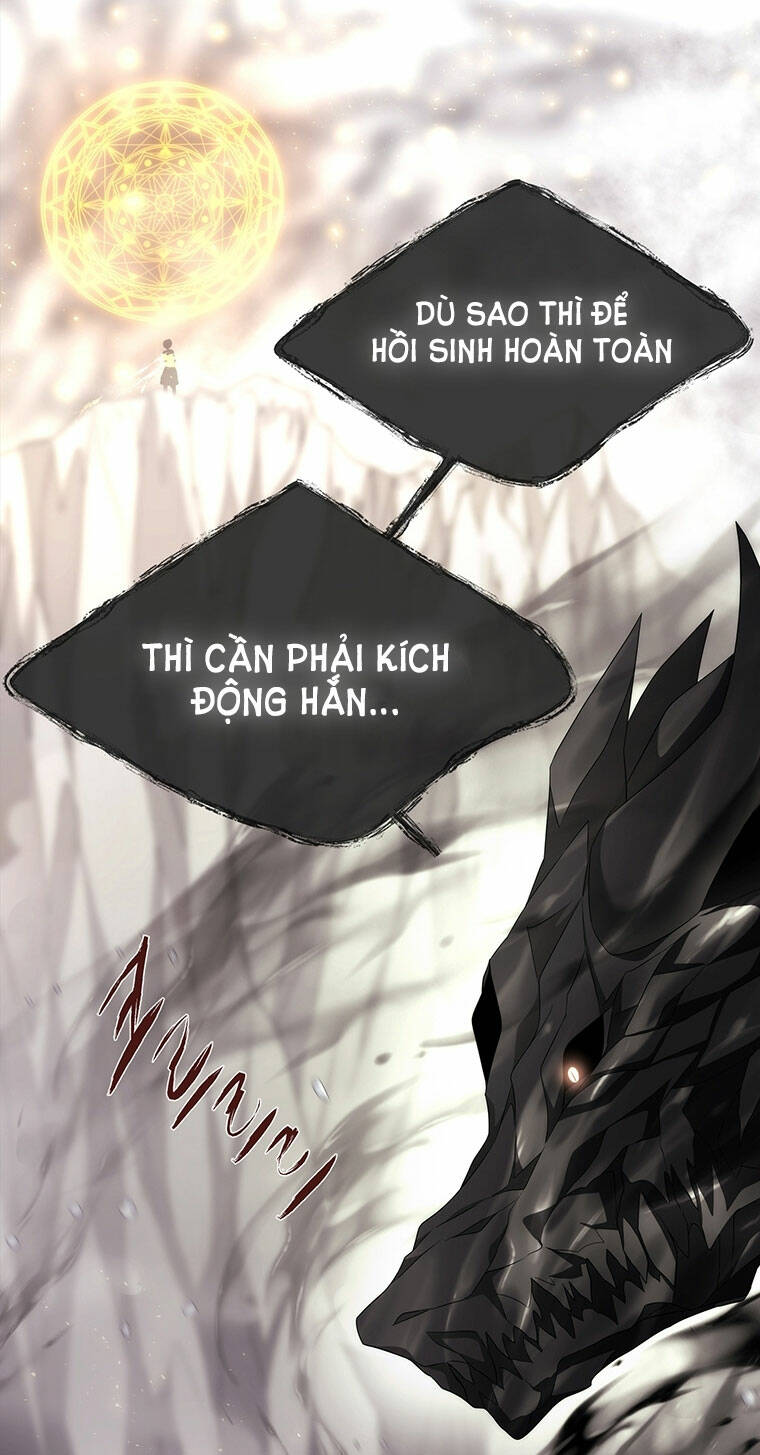 DÙ SAO THÌ ĐỂ
HỒI SINH HOÀN TOÀN
THÌ CẦN PHẢI KÍCH
ĐỘNG HẮN...